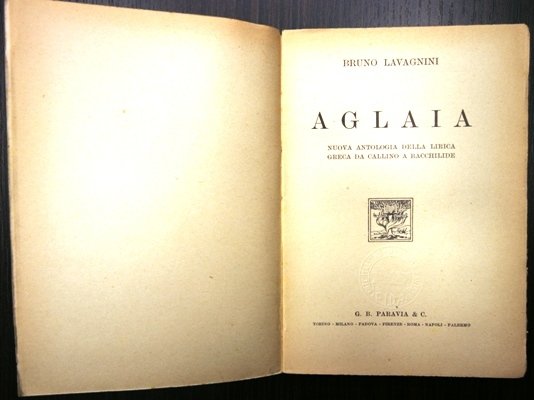 BRUNO LAVAGNINI
AGLAIA
NUOVA ANTOLOGIA DELLA LIRICA
GRECA DA CALLINO A BACCHILIDE
G. B. PARAVIA & C.
TORINO - MILANO - PADOVA - FIRENZE - ROMA - NAPOLI - PALERMO